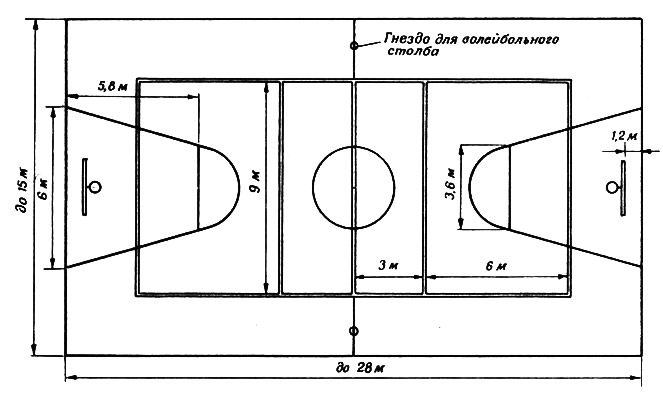 Гнездо для волейбольного
столба
5,8 м
1,2 м
до 15 м
6 м
9 м
3,6 м
3 м
6 м
до 28 м